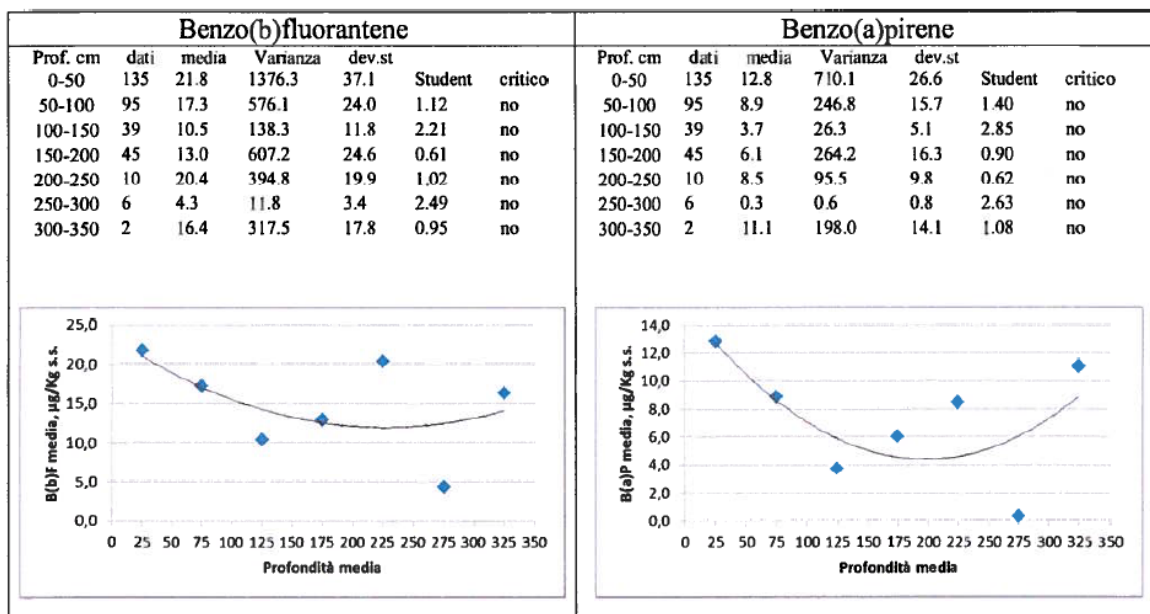 Benzo(b)fluorantene
Prof. cm dati media Varianza dev.st
0-50 135 21.8 1376.3 37.1 Student critico
50-100 95 17.3 576.1 24.0 1.12 no
100-150 39 10.5 138.3 11.8 2.21 no
150-200 45 13.0 607.2 24.6 0.61 no
200-250 10 20.4 394.8 19.9 1.02 no
250-300 6 4.3 11.8 3.4 2.49 no
300-350 2 16.4 317.5 17.8 0.95 no
B(b)F media, µg/Kg s.s.
25,0
20,0
15,0
10,0
5,0
0,0
0 25 50 75 100 125 150 175 200 225 250 275 300 325 350
Profondità media
Benzo(a)pirene
Prof. cm dati media Varianza dev.st
0-50 135 12.8 710.1 26.6 Student critico
50-100 95 8.9 246.8 15.7 1.40 no
100-150 39 3.7 26.3 5.1 2.85 no
150-200 45 6.1 264.2 16.3 0.90 no
200-250 10 8.5 95.5 9.8 0.62 no
250-300 6 0.3 0.6 0.8 2.63 no
300-350 2 11.1 198.0 14.1 1.08 no
B(a)P media, µg/Kg s.s.
14,0
12,0
10,0
8,0
6,0
4,0
2,0
0,0
0 25 50 75 100 125 150 175 200 225 250 275 300 325 350
Profondità media